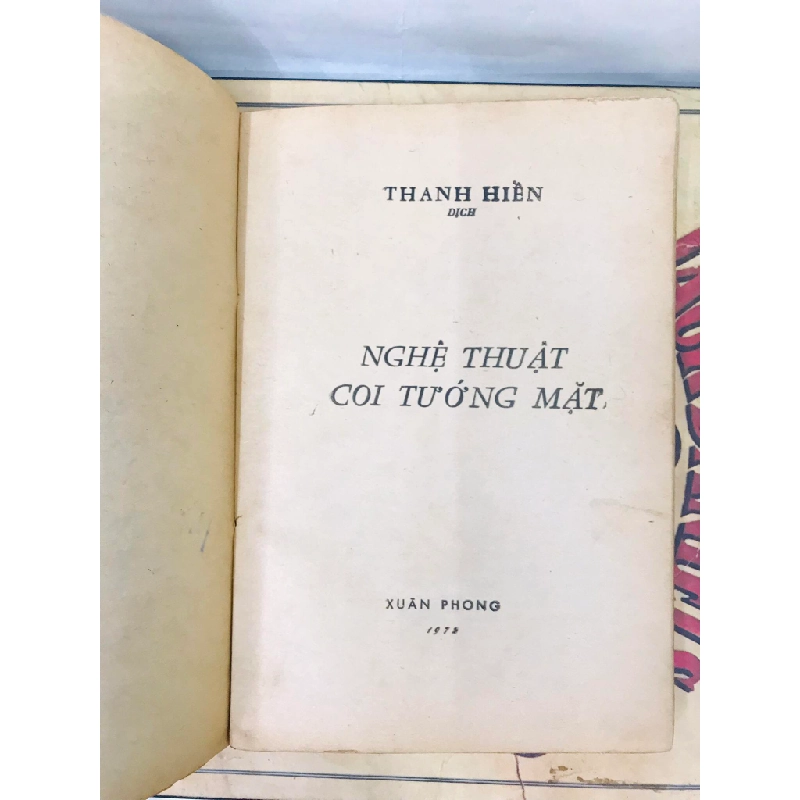 THANH HIỀN
DỊCH
NGHỆ THUẬT
COI TƯỚNG MẶT
XUÂN PHONG